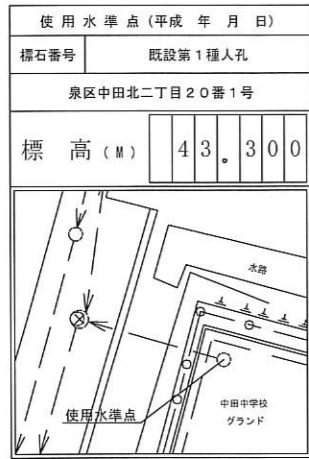 使用水準点(平成 年 月 日)
標石番号 既設第1種人孔
泉区中田北二丁目20番1号
標高(M) 43.300
水路
使用水準点
中田中学校
グランド